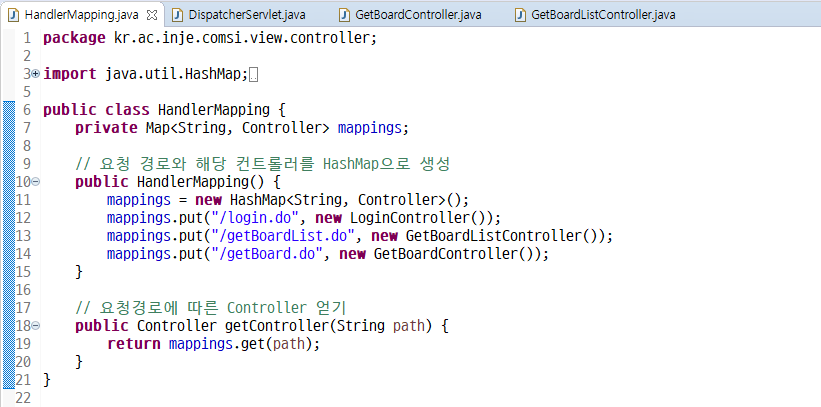 HandlerMapping.java DispatcherServlet.java GetBoardController.java GetBoardListController.java
1 package kr.ac.inje.comsi.view.controller;
2
3 import java.util.HashMap;
5
6 public class HandlerMapping {
7 private Map<String, Controller> mappings;
8
9 // 요청 경로와 해당 컨트롤러를 HashMap으로 생성
10 public HandlerMapping() {
11 mappings = new HashMap<String, Controller>();
12 mappings.put("/login.do", new LoginController());
13 mappings.put("/getBoardList.do", new GetBoardListController());
14 mappings.put("/getBoard.do", new GetBoardController());
15 }
16
17 // 요청경로에 따른 Controller 얻기
18 public Controller getController(String path) {
19 return mappings.get(path);
20 }
21 }
22